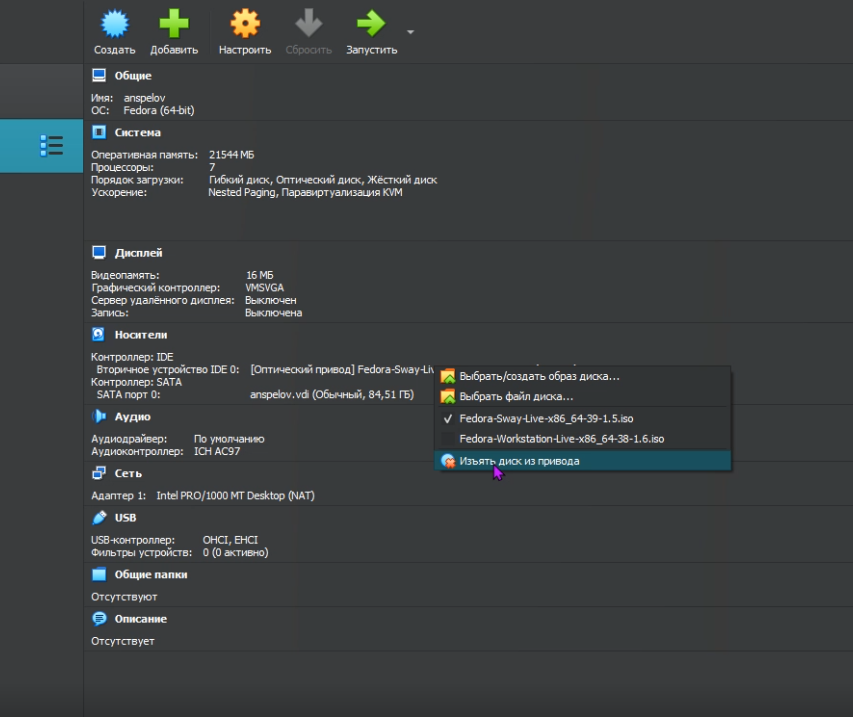 Создать Добавить Настроить Сбросить Запустить
Общие
Имя: anspelov
ОС: Fedora (64-bit)
Система
Оперативная память: 21544 МБ
Процессоры: 7
Порядок загрузки: Гибкий диск, Оптический диск, Жёсткий диск
Ускорение: Nested Paging, Паравиртуализация KVM
Дисплей
Видеопамять: 16 МБ
Графический контроллер: VMSVGA
Сервер удалённого дисплея: Выключен
Запись: Выключена
Носители
Контроллер: IDE
Вторичное устройство IDE 0: [Оптический привод] Fedora-Sway-Liv
Контроллер: SATA
SATA порт 0: anspelov.vdi (Обычный, 84,51 ГБ)
Выбрать/создать образ диска...
Выбрать файл диска...
Fedora-Sway-Live-x86_64-39-1.5.iso
Fedora-Workstation-Live-x86_64-38-1.6.iso
Изъять диск из привода
Аудио
Аудиодрайвер: По умолчанию
Аудиоконтроллер: ICH AC97
Сеть
Адаптер 1: Intel PRO/1000 MT Desktop (NAT)
USB
USB-контроллер: OHCI, EHCI
Фильтры устройств: 0 (0 активно)
Общие папки
Отсутствуют
Описание
Отсутствует